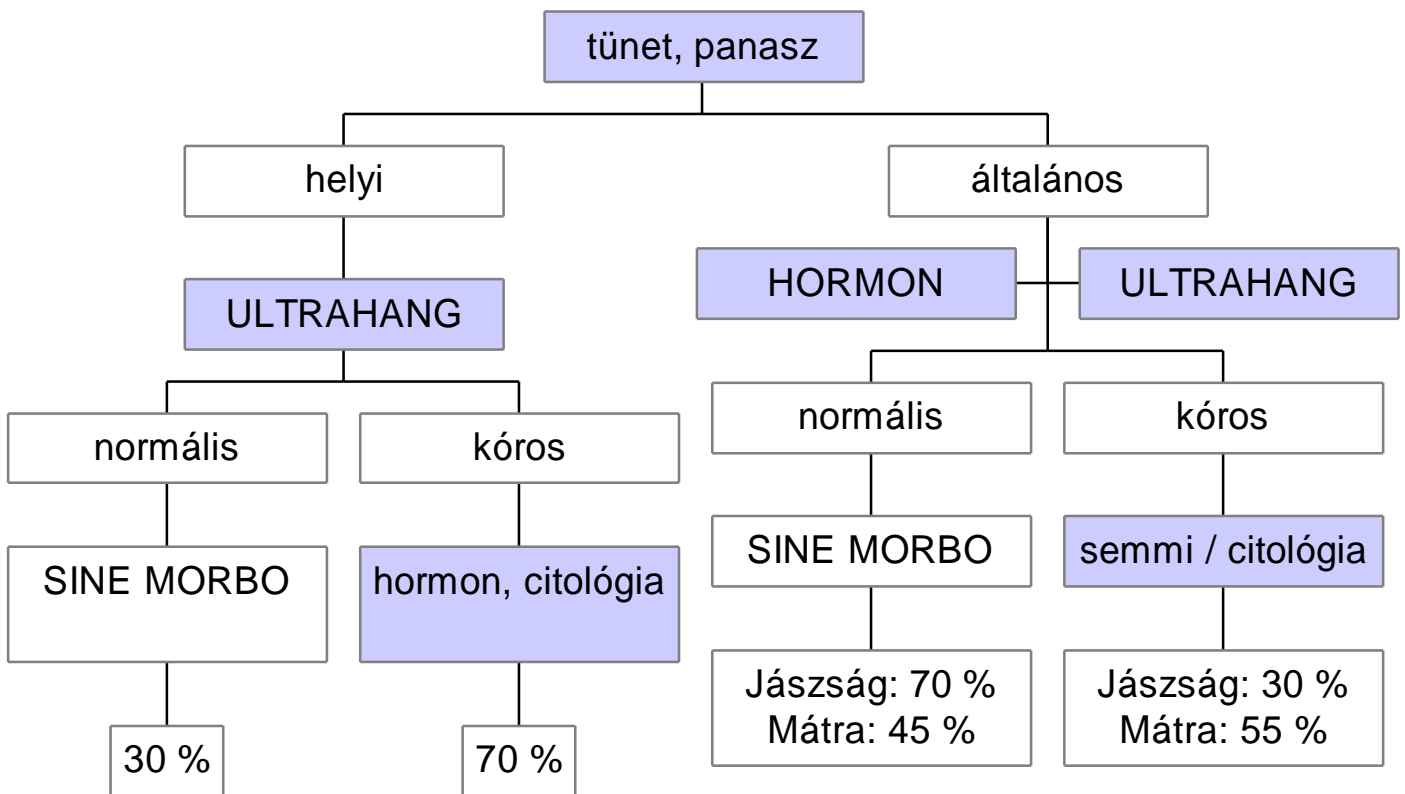 tünet, panasz
helyi
általános
ULTRAHANG
HORMON
ULTRAHANG
normális
kóros
normális
kóros
SINE MORBO
hormon, citológia
SINE MORBO
semmi / citológia
30 %
70 %
Jászság: 70 %
Mátra: 45 %
Jászság: 30 %
Mátra: 55 %